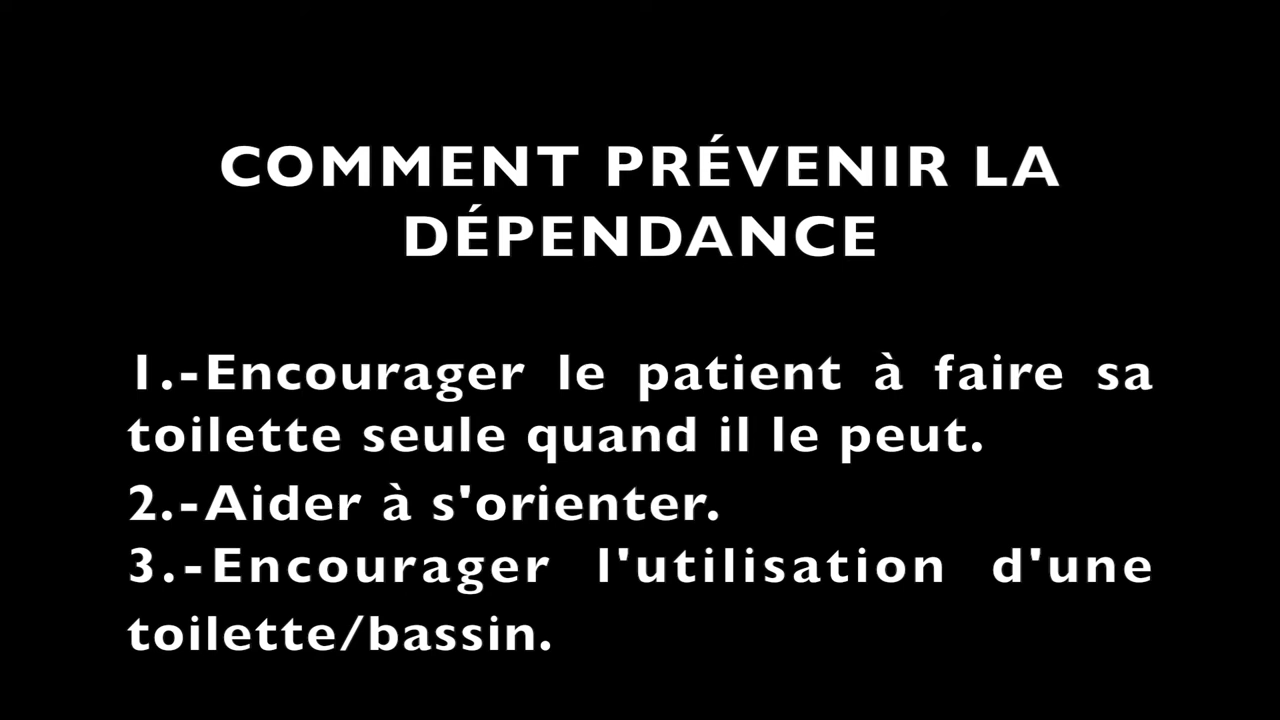 COMMENT PRÉVENIR LA
DÉPENDANCE
1.-Encourager le patient à faire sa
toilette seule quand il le peut.
2.-Aider à s'orienter.
3.-Encourager l'utilisation d'une
toilette/bassin.